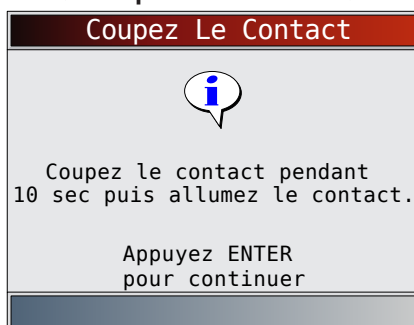 Coupez Le Contact
i
Coupez le contact pendant
10 sec puis allumez le contact.
Appuyez ENTER
pour continuer